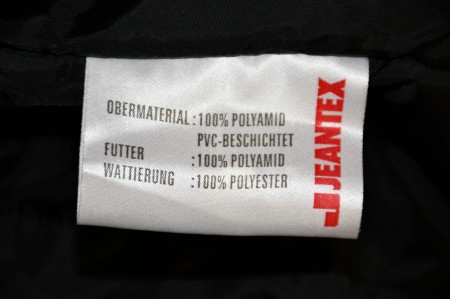 OBERMATERIAL : 100% POLYAMID
PVC-BESCHICHTET
FUTTER : 100% POLYAMID
WATTIERUNG : 100% POLYESTER
JEANTEX